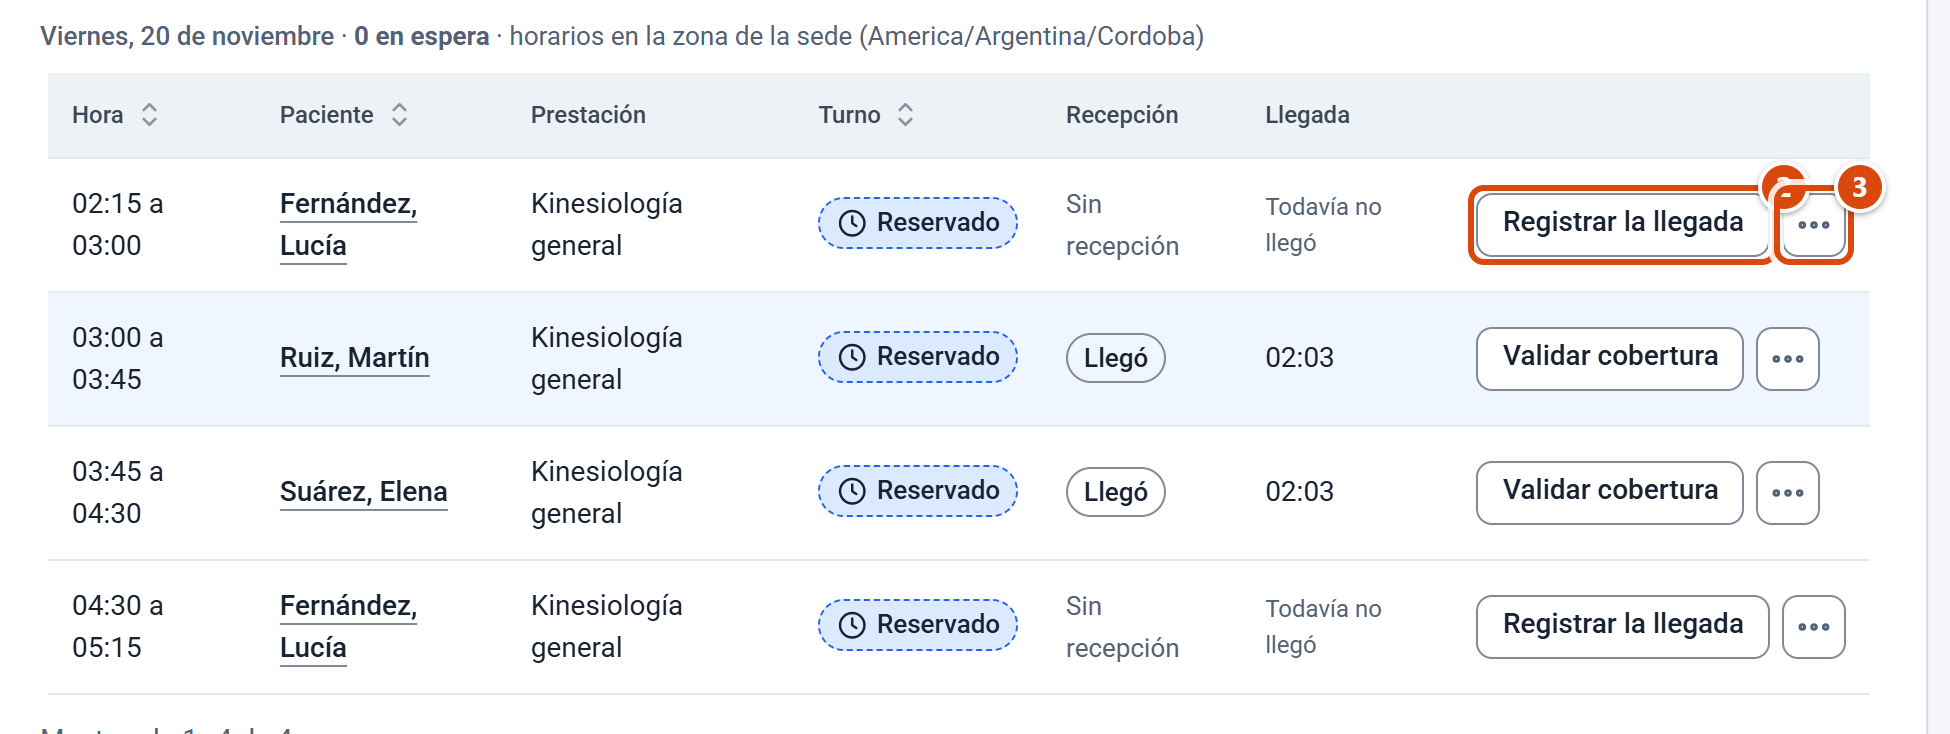 Viernes, 20 de noviembre · 0 en espera · horarios en la zona de la sede (America/Argentina/Cordoba)
Hora Paciente Prestación Turno Recepción Llegada
02:15 a 03:00 Fernández, Lucía Kinesiología general Reservado Sin recepción Todavía no llegó Registrar la llegada 3
03:00 a 03:45 Ruiz, Martín Kinesiología general Reservado Llegó 02:03 Validar cobertura
03:45 a 04:30 Suárez, Elena Kinesiología general Reservado Llegó 02:03 Validar cobertura
04:30 a 05:15 Fernández, Lucía Kinesiología general Reservado Sin recepción Todavía no llegó Registrar la llegada